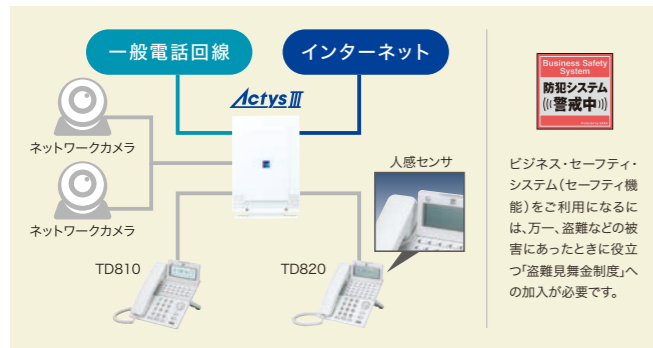 一般電話回線
インターネット
ActysⅢ
ネットワークカメラ
ネットワークカメラ
人感センサ
TD810
TD820
Business Safety
System
防犯システム
((警戒中))
ビジネス・セーフティ・
システム(セーフティ機
能)をご利用になるに
は、万一、盗難などの被
害にあったときに役立
つ「盗難見舞金制度」へ
の加入が必要です。